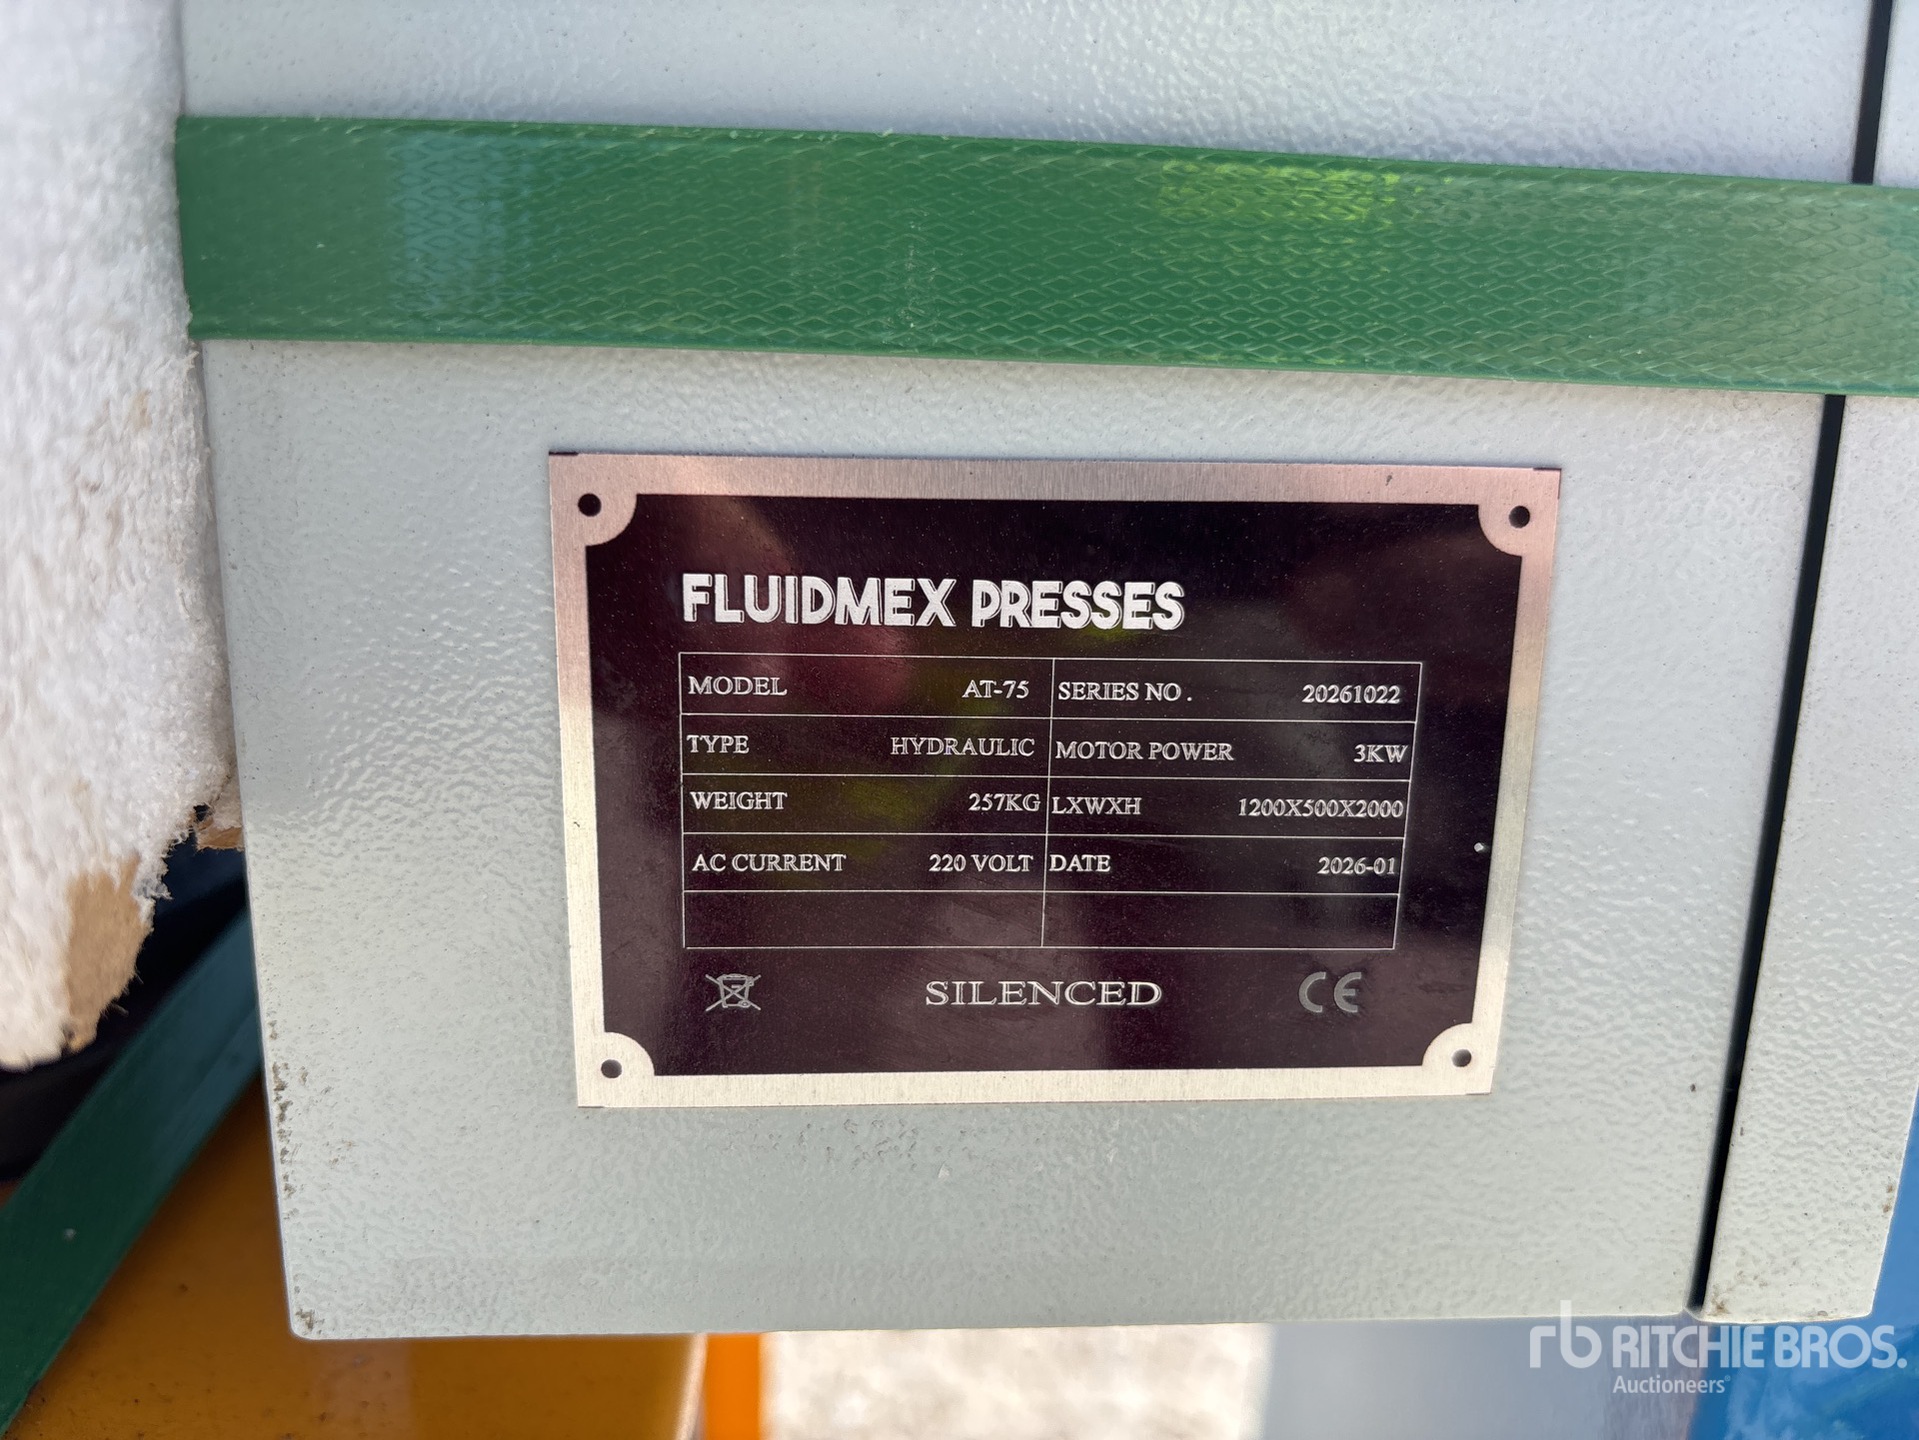 FLUIDMEX PRESSES
MODEL AT-75 SERIES NO. 20261022
TYPE HYDRAULIC MOTOR POWER 3KW
WEIGHT 257KG LXWXH 1200X500X2000
AC CURRENT 220 VOLT DATE 2026-01
SILENCED CE
rb RITCHIE BROS.
Auctioneers